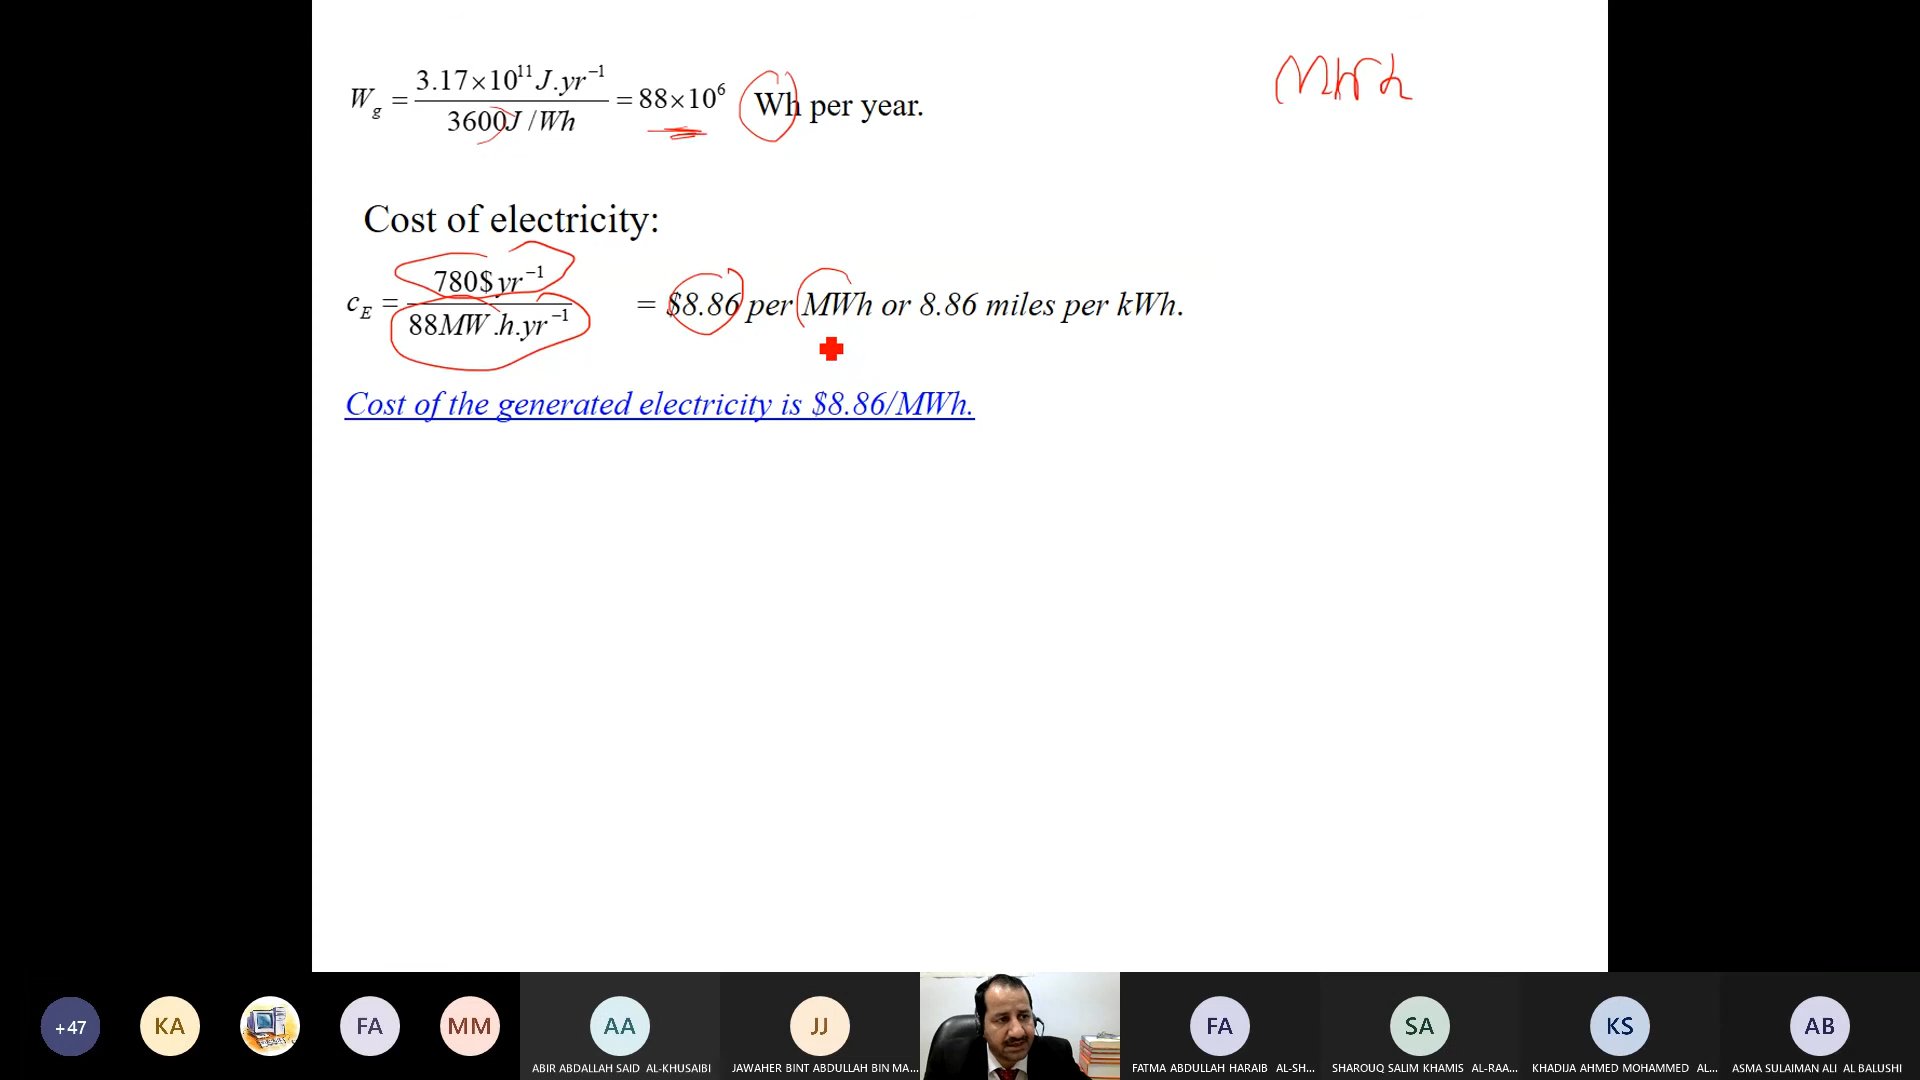 W_g = 3.17×10^11 J.yr^−1 / 3600J / Wh = 88×10^6 Wh per year.
MWh
Cost of electricity:
c_E = 780$ yr^−1 / 88MW.h.yr^−1 = $8.86 per MWh or 8.86 miles per kWh.
Cost of the generated electricity is $8.86/MWh.
+47
KA
FA
MM
AA
JJ
FA
SA
KS
AB
ABIR ABDALLAH SAID AL-KHUSAIBI
JAWAHER BINT ABDULLAH BIN MA...
FATMA ABDULLAH HARAIB AL-SH...
SHAROUQ SALIM KHAMIS AL-RAA...
KHADIJA AHMED MOHAMMED AL...
ASMA SULAIMAN ALI AL BALUSHI